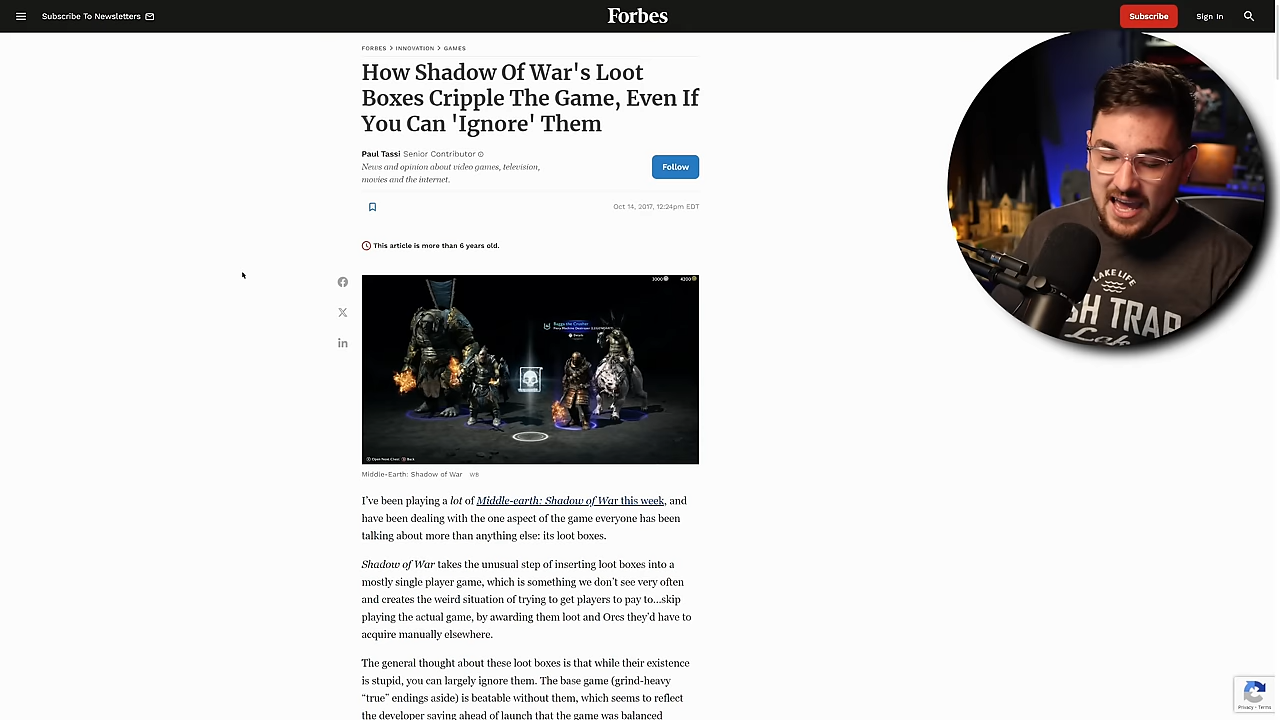 Subscribe To Newsletters
Forbes
Subscribe
Sign In
FORBES > INNOVATION > GAMES
How Shadow Of War's Loot
Boxes Cripple The Game, Even If
You Can 'Ignore' Them
Paul Tassi Senior Contributor
News and opinion about video games, television,
movies and the internet.
Follow
Oct 14, 2017, 12:24pm EDT
This article is more than 6 years old.
Middle-Earth: Shadow of War WB
I've been playing a lot of Middle-earth: Shadow of War this week, and
have been dealing with the one aspect of the game everyone has been
talking about more than anything else: its loot boxes.
Shadow of War takes the unusual step of inserting loot boxes into a
mostly single player game, which is something we don't see very often
and creates the weird situation of trying to get players to pay to…skip
playing the actual game, by awarding them loot and Orcs they'd have to
acquire manually elsewhere.
The general thought about these loot boxes is that while their existence
is stupid, you can largely ignore them. The base game (grind-heavy
"true" endings aside) is beatable without them, which seems to reflect
the developer saying ahead of launch that the game was balanced
LAKE LIFE
SH TRAP
Lake
Privacy - Terms